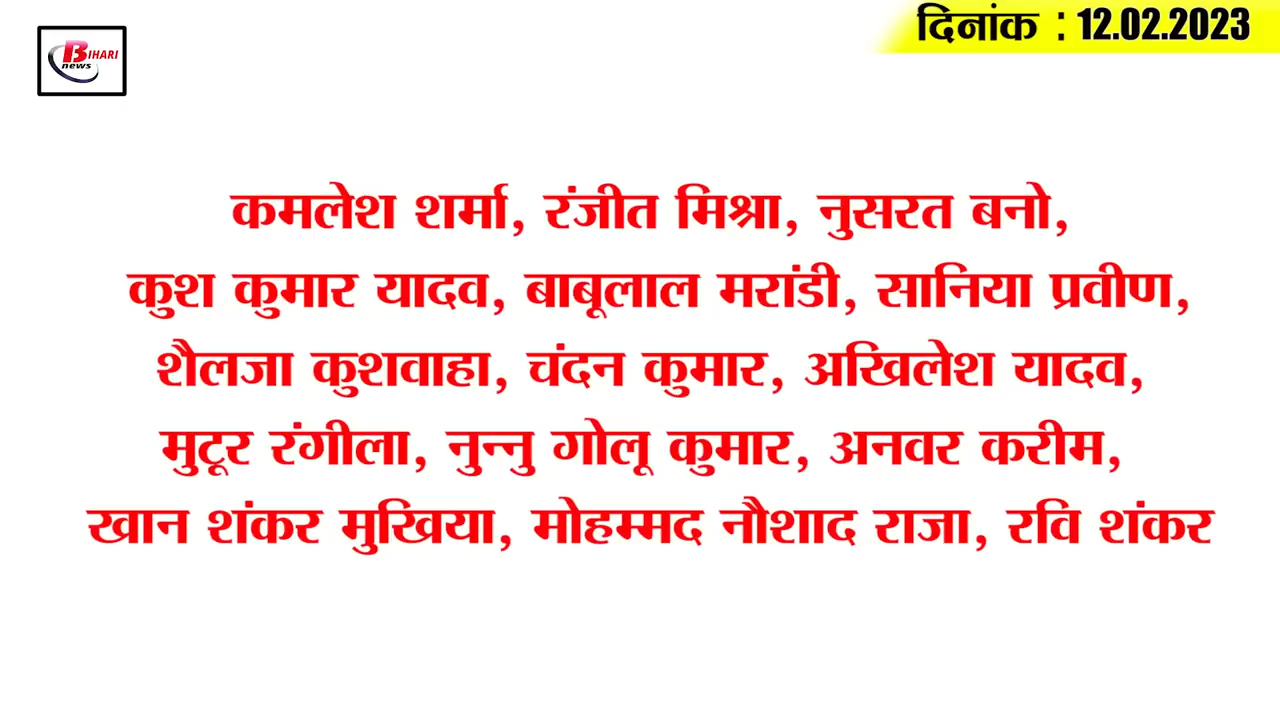 दिनांक : 12.02.2023
BIHARI
news
कमलेश शर्मा, रंजीत मिश्रा, नुसरत बनो,
कुश कुमार यादव, बाबूलाल मरांडी, सानिया प्रवीण,
शैलजा कुशवाहा, चंदन कुमार, अखिलेश यादव,
मुटूर रंगीला, नुन्नु गोलू कुमार, अनवर करीम,
खान शंकर मुखिया, मोहम्मद नौशाद राजा, रवि शंकर